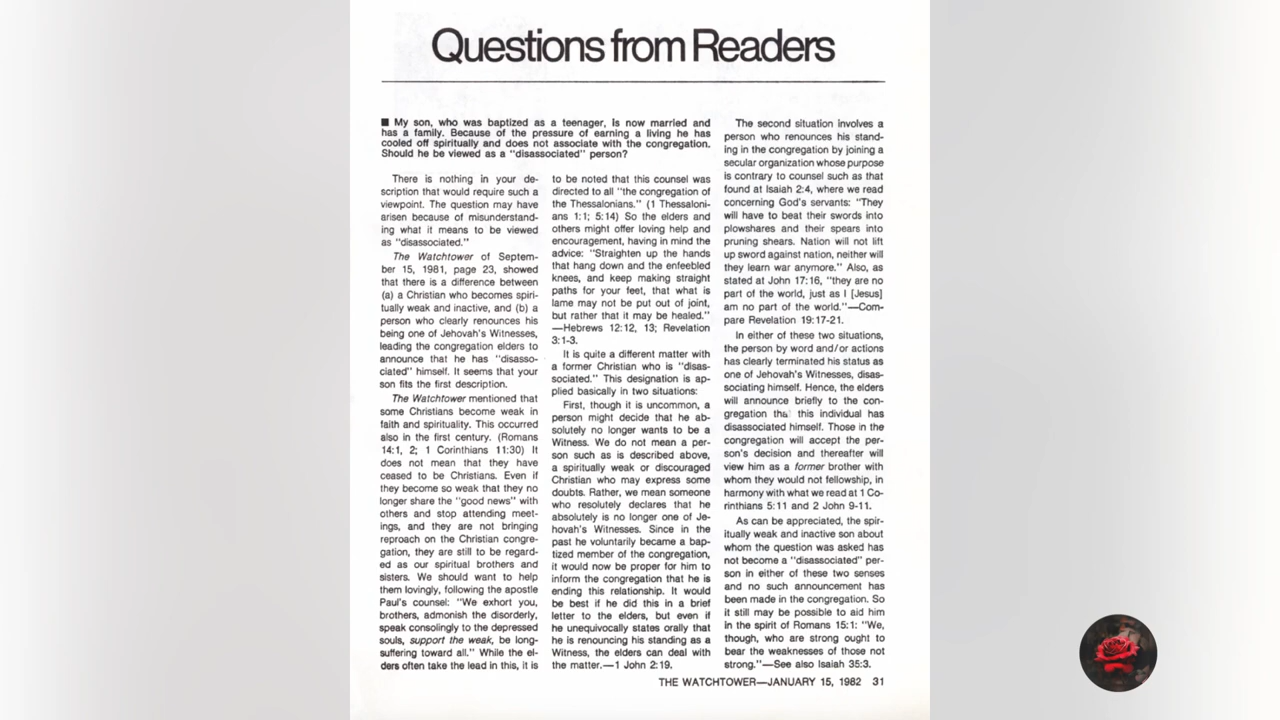 Questions from Readers
■ My son, who was baptized as a teenager, is now married and
has a family. Because of the pressure of earning a living he has
cooled off spiritually and does not associate with the congregation.
Should he be viewed as a "disassociated" person?
There is nothing in your de-
scription that would require such a
viewpoint. The question may have
arisen because of misunderstand-
ing what it means to be viewed
as "disassociated."
The Watchtower of Septem-
ber 15, 1981, page 23, showed
that there is a difference between
(a) a Christian who becomes spiri-
tually weak and inactive, and (b) a
person who clearly renounces his
being one of Jehovah's Witnesses,
leading the congregation elders to
announce that he has "disasso-
ciated" himself. It seems that your
son fits the first description.
The Watchtower mentioned that
some Christians become weak in
faith and spirituality. This occurred
also in the first century. (Romans
14:1, 2; 1 Corinthians 11:30) It
does not mean that they have
ceased to be Christians. Even if
they become so weak that they no
longer share the "good news" with
others and stop attending meet-
ings, and they are not bringing
reproach on the Christian congre-
gation, they are still to be regard-
ed as our spiritual brothers and
sisters. We should want to help
them lovingly, following the apostle
Paul's counsel: "We exhort you,
brothers, admonish the disorderly,
speak consolingly to the depressed
souls, support the weak, be long-
suffering toward all." While the el-
ders often take the lead in this, it is
to be noted that this counsel was
directed to all "the congregation of
the Thessalonians." (1 Thessaloni-
ans 1:1; 5:14) So the elders and
others might offer loving help and
encouragement, having in mind the
advice: "Straighten up the hands
that hang down and the enfeebled
knees, and keep making straight
paths for your feet, that what is
lame may not be put out of joint,
but rather that it may be healed."
—Hebrews 12:12, 13; Revelation
3:1-3.
It is quite a different matter with
a former Christian who is "disas-
sociated." This designation is ap-
plied basically in two situations:
First, though it is uncommon, a
person might decide that he ab-
solutely no longer wants to be a
Witness. We do not mean a per-
son such as is described above,
a spiritually weak or discouraged
Christian who may express some
doubts. Rather, we mean someone
who resolutely declares that he
absolutely is no longer one of Je-
hovah's Witnesses. Since in the
past he voluntarily became a bap-
tized member of the congregation,
it would now be proper for him to
inform the congregation that he is
ending this relationship. It would
be best if he did this in a brief
letter to the elders, but even if
he unequivocally states orally that
he is renouncing his standing as a
Witness, the elders can deal with
the matter.—1 John 2:19.
The second situation involves a
person who renounces his stand-
ing in the congregation by joining a
secular organization whose purpose
is contrary to counsel such as that
found at Isaiah 2:4, where we read
concerning God's servants: "They
will have to beat their swords into
plowshares and their spears into
pruning shears. Nation will not lift
up sword against nation, neither will
they learn war anymore." Also, as
stated at John 17:16, "they are no
part of the world, just as I [Jesus]
am no part of the world."—Com-
pare Revelation 19:17-21.
In either of these two situations,
the person by word and/or actions
has clearly terminated his status as
one of Jehovah's Witnesses, disas-
sociating himself. Hence, the elders
will announce briefly to the con-
gregation that this individual has
disassociated himself. Those in the
congregation will accept the per-
son's decision and thereafter will
view him as a former brother with
whom they would not fellowship, in
harmony with what we read at 1 Co-
rinthians 5:11 and 2 John 9-11.
As can be appreciated, the spir-
itually weak and inactive son about
whom the question was asked has
not become a "disassociated" per-
son in either of these two senses
and no such announcement has
been made in the congregation. So
it still may be possible to aid him
in the spirit of Romans 15:1: "We,
though, who are strong ought to
bear the weaknesses of those not
strong."—See also Isaiah 35:3.
THE WATCHTOWER—JANUARY 15, 1982 31